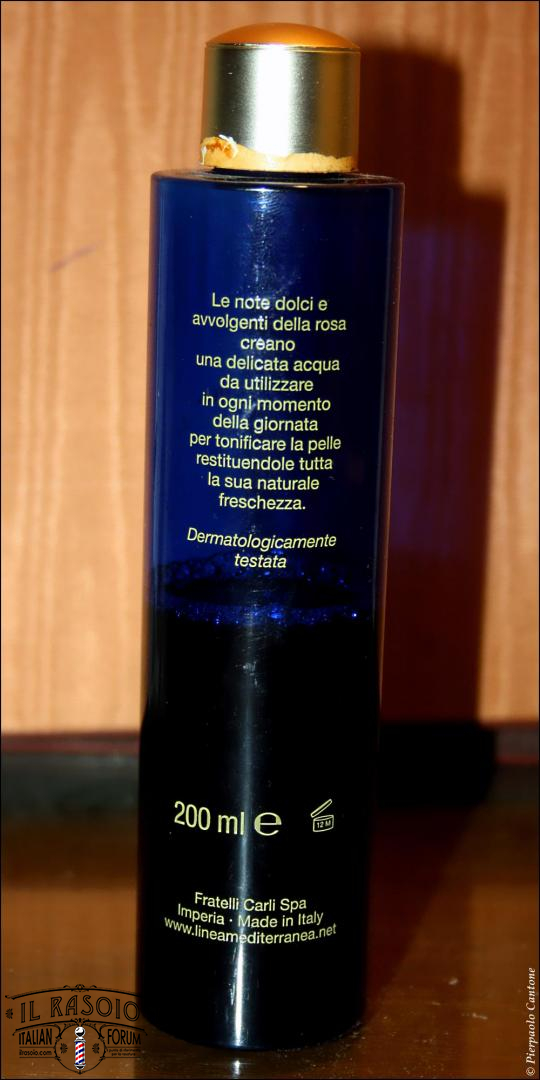 Le note dolci e
avvolgenti della rosa
creano
una delicata acqua
da utilizzare
in ogni momento
della giornata
per tonificare la pelle
restituendole tutta
la sua naturale
freschezza.
Dermatologicamente
testata
200 ml ℮
12 M
Fratelli Carli Spa
Imperia · Made in Italy
www.lineamediterranea.net
IL RASOIO
ITALIAN FORUM
ilrasoio.com
© Pierpaolo Cantone